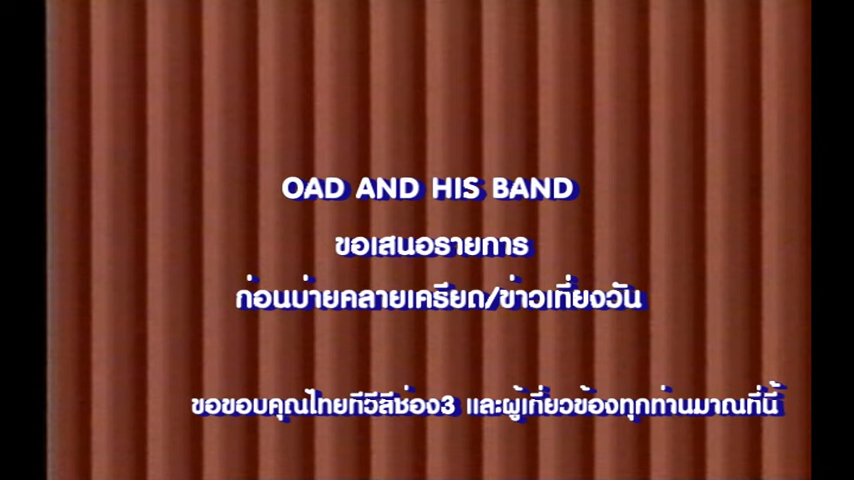 OAD AND HIS BAND
ขอเสนอรายการ
ก่อนบ่ายคลายเครียด/ข่าวเที่ยงวัน
ขอขอบคุณไทยทีวีสีช่อง3 และผู้เกี่ยวข้องทุกท่านมาณที่นี้